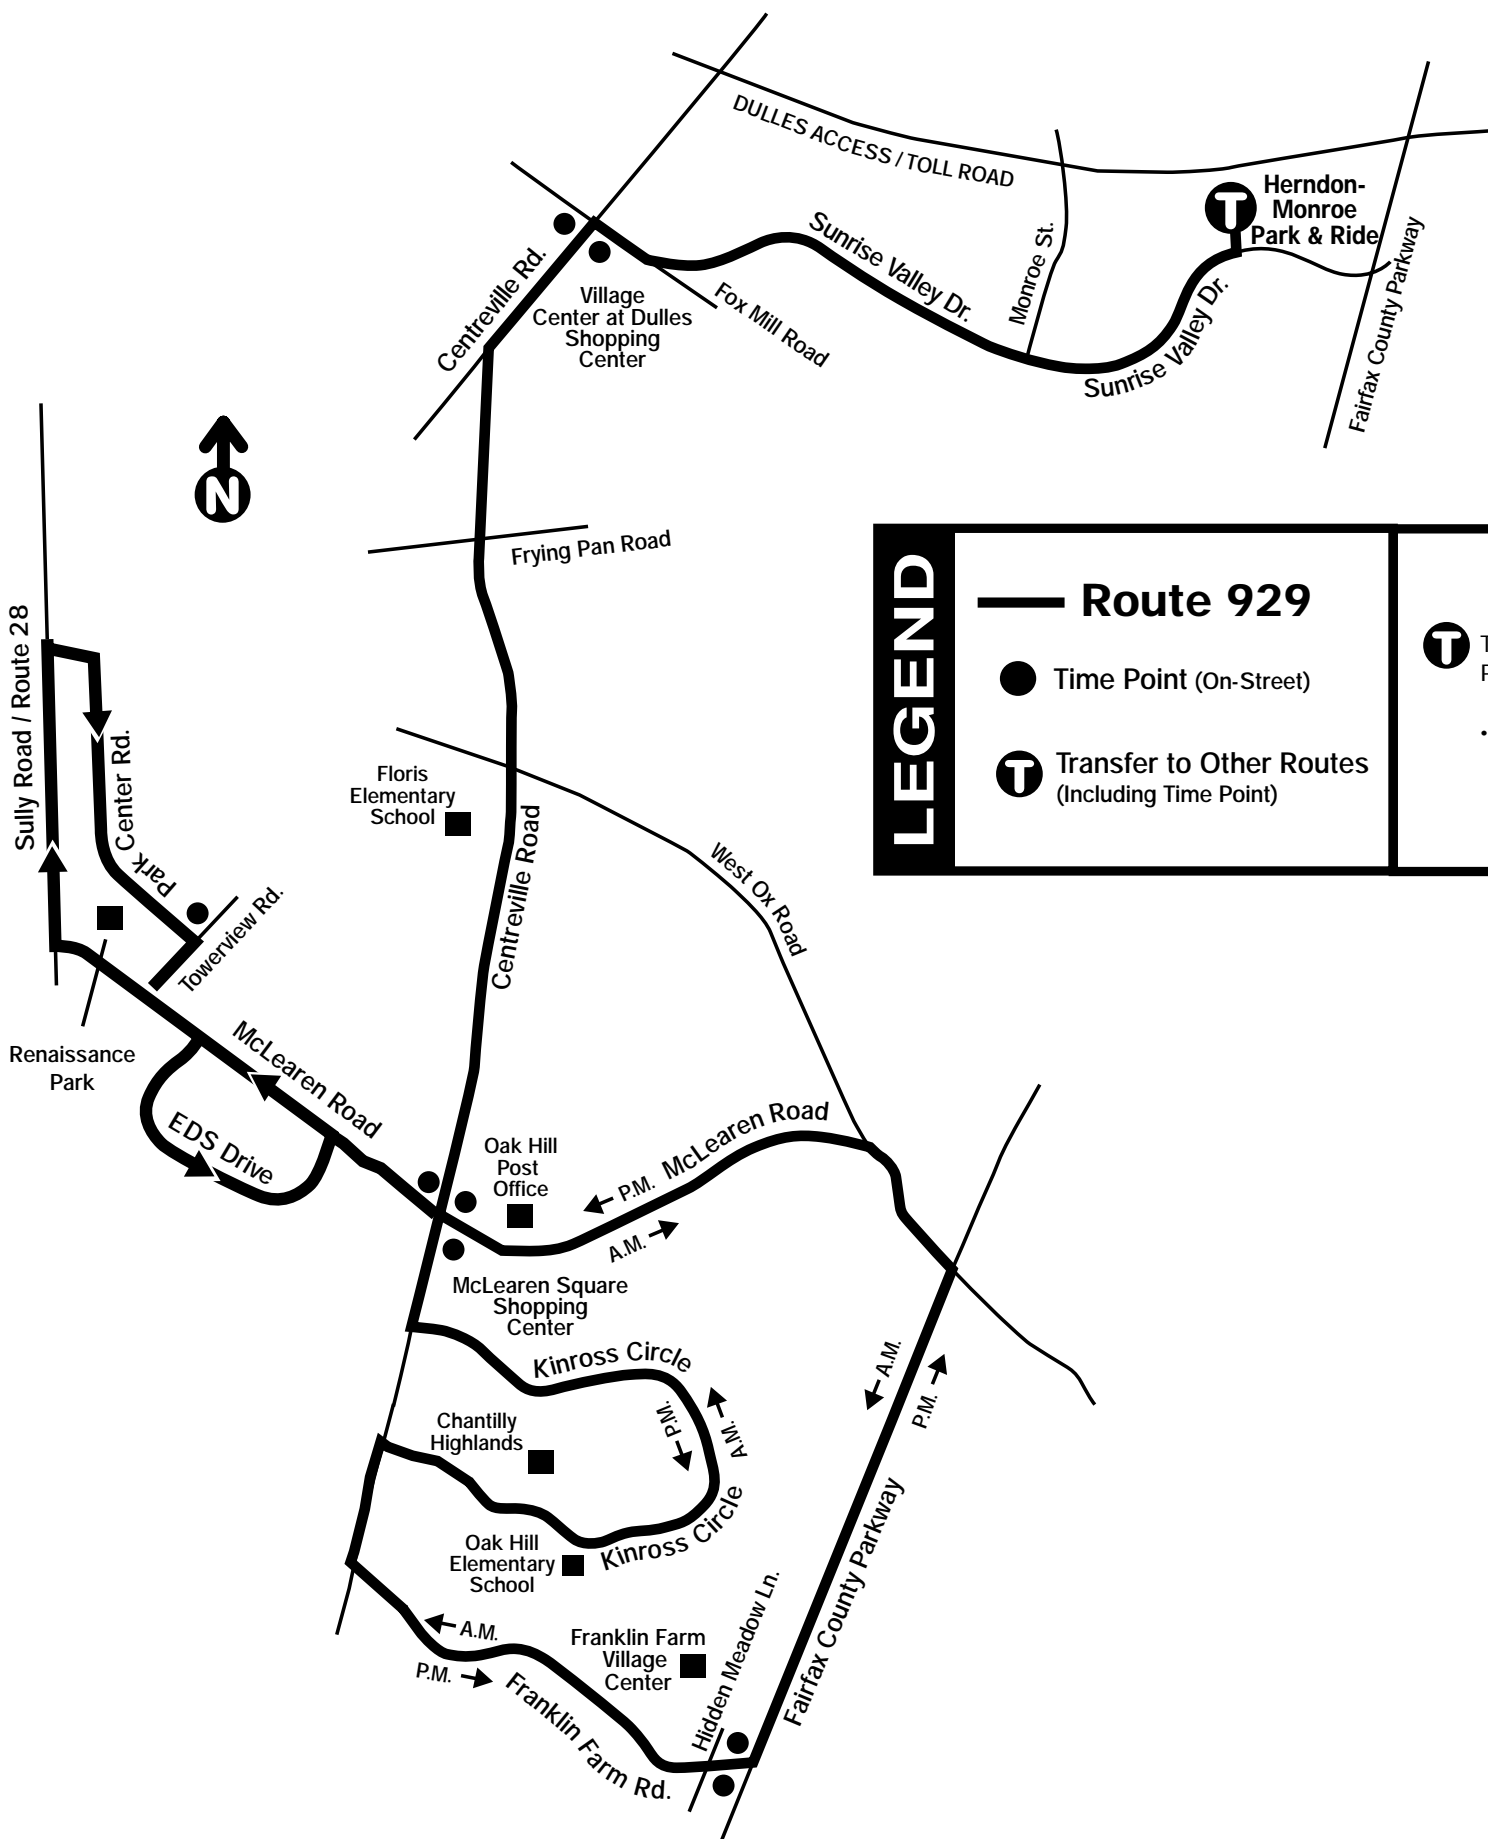 DULLES ACCESS / TOLL ROAD
Herndon-
Monroe
Park & Ride
Sunrise Valley Dr.
Monroe St.
Fairfax County Parkway
Centreville Rd.
Village
Center at Dulles
Shopping
Center
Fox Mill Road
Sunrise Valley Dr.
N
Frying Pan Road
LEGEND
Route 929
Time Point (On-Street)
T Transfer to Other Routes
(Including Time Point)
T
T
P
Sully Road / Route 28
Center Rd.
Park
Towerview Rd.
Floris
Elementary
School
Centreville Road
West Ox Road
Renaissance
Park
McLearen Road
EDS Drive
Oak Hill
Post
Office
P.M. McLearen Road
A.M.
McLearen Square
Shopping
Center
Kinross Circle
P.M.
A.M.
A.M.
P.M.
Chantilly
Highlands
Oak Hill
Elementary
School
Kinross Circle
A.M.
P.M.
Franklin Farm
Village
Center
Hidden Meadow Ln.
Fairfax County Parkway
Franklin Farm Rd.